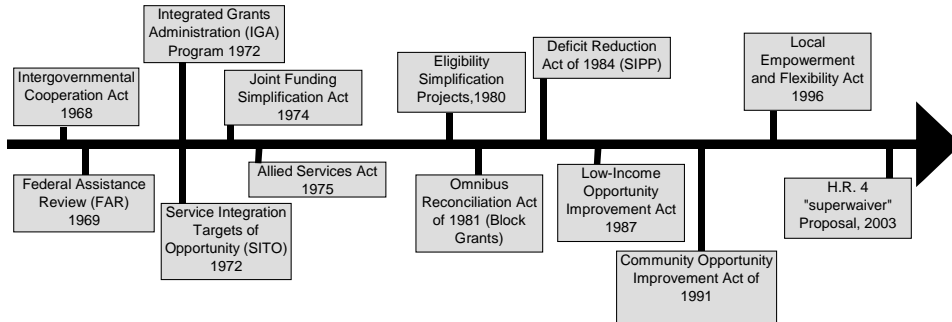 Intergovernmental
Cooperation Act
1968
Federal Assistance
Review (FAR)
1969
Integrated Grants
Administration (IGA)
Program 1972
Service Integration
Targets of
Opportunity (SITO)
1972
Joint Funding
Simplification Act
1974
Allied Services Act
1975
Eligibility
Simplification
Projects,1980
Omnibus
Reconciliation Act
of 1981 (Block
Grants)
Deficit Reduction
Act of 1984 (SIPP)
Low-Income
Opportunity
Improvement Act
1987
Community Opportunity
Improvement Act of
1991
Local
Empowerment
and Flexibility Act
1996
H.R. 4
"superwaiver"
Proposal, 2003